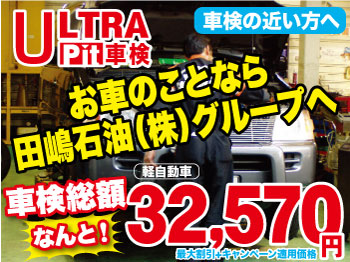 ULTRA
Pit車検
車検の近い方へ
お車のことなら
田嶋石油(株)グループへ
車検総額
なんと!
軽自動車
32,570円
最大割引+キャンペーン適用価格